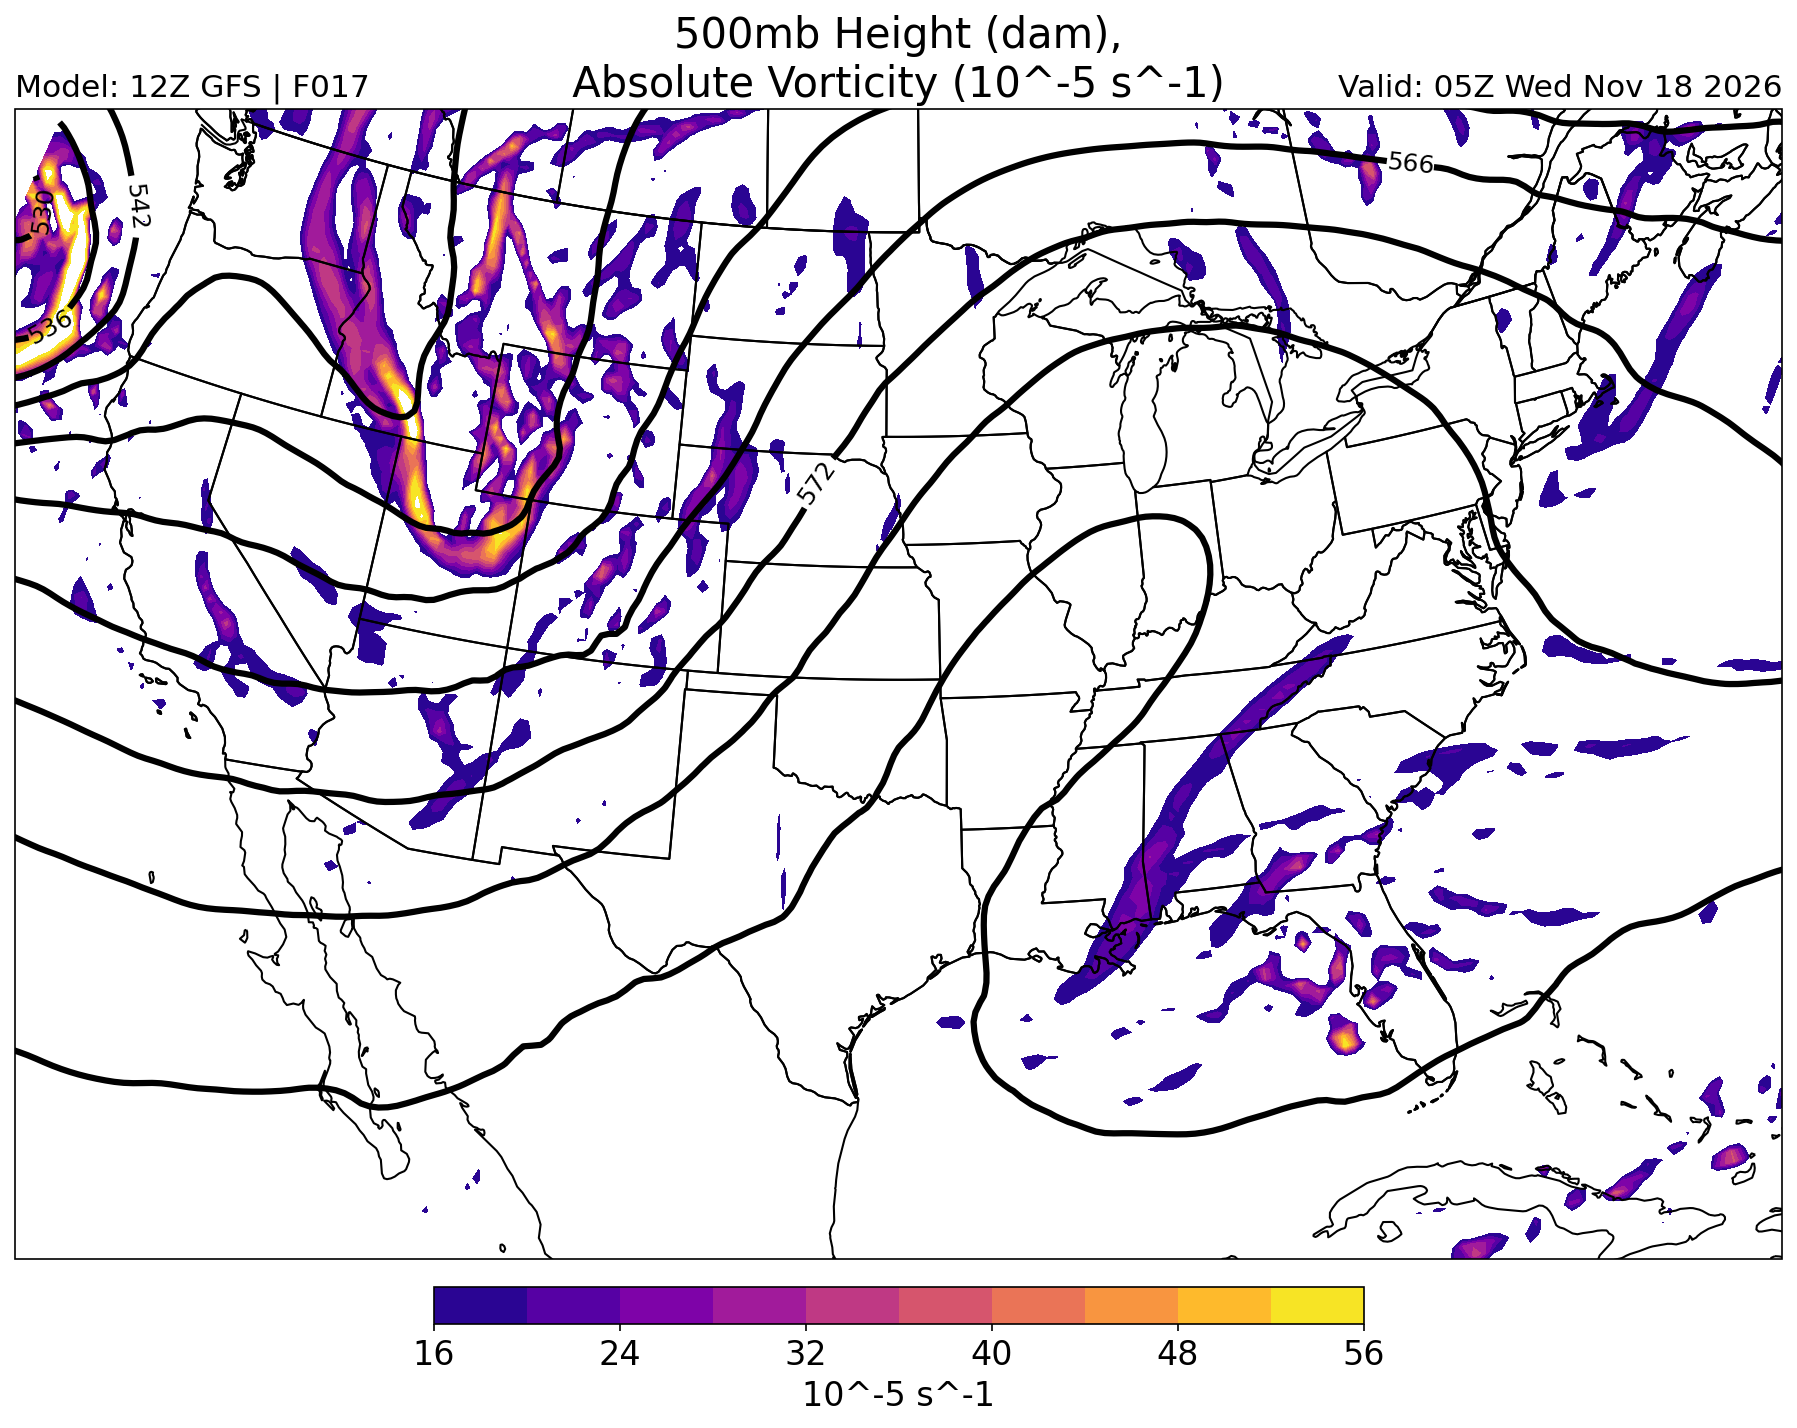 500mb Height (dam),
Model: 12Z GFS | F017
Absolute Vorticity (10^-5 s^-1)
Valid: 05Z Wed Nov 18 2026
566
530
542
536
572
16
24
32
40
48
56
10^-5 s^-1